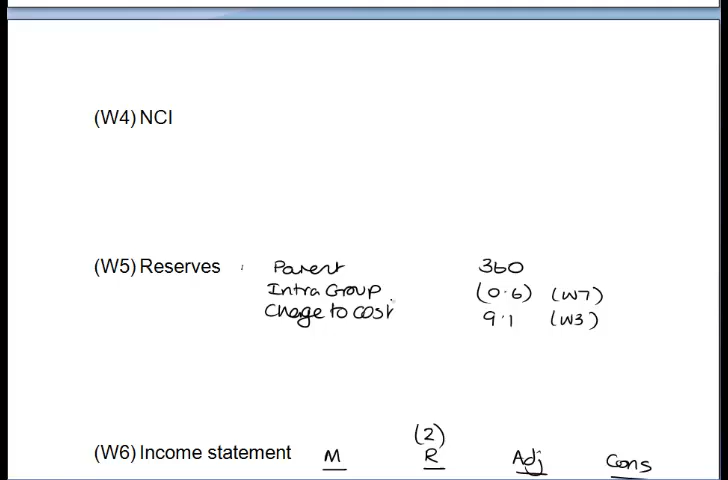 (W4) NCI
(W5) Reserves Parent 360
Intra Group (0.6) (W7)
Charge to cost 9.1 (W3)
(2)
(W6) Income statement M R Adj Cons